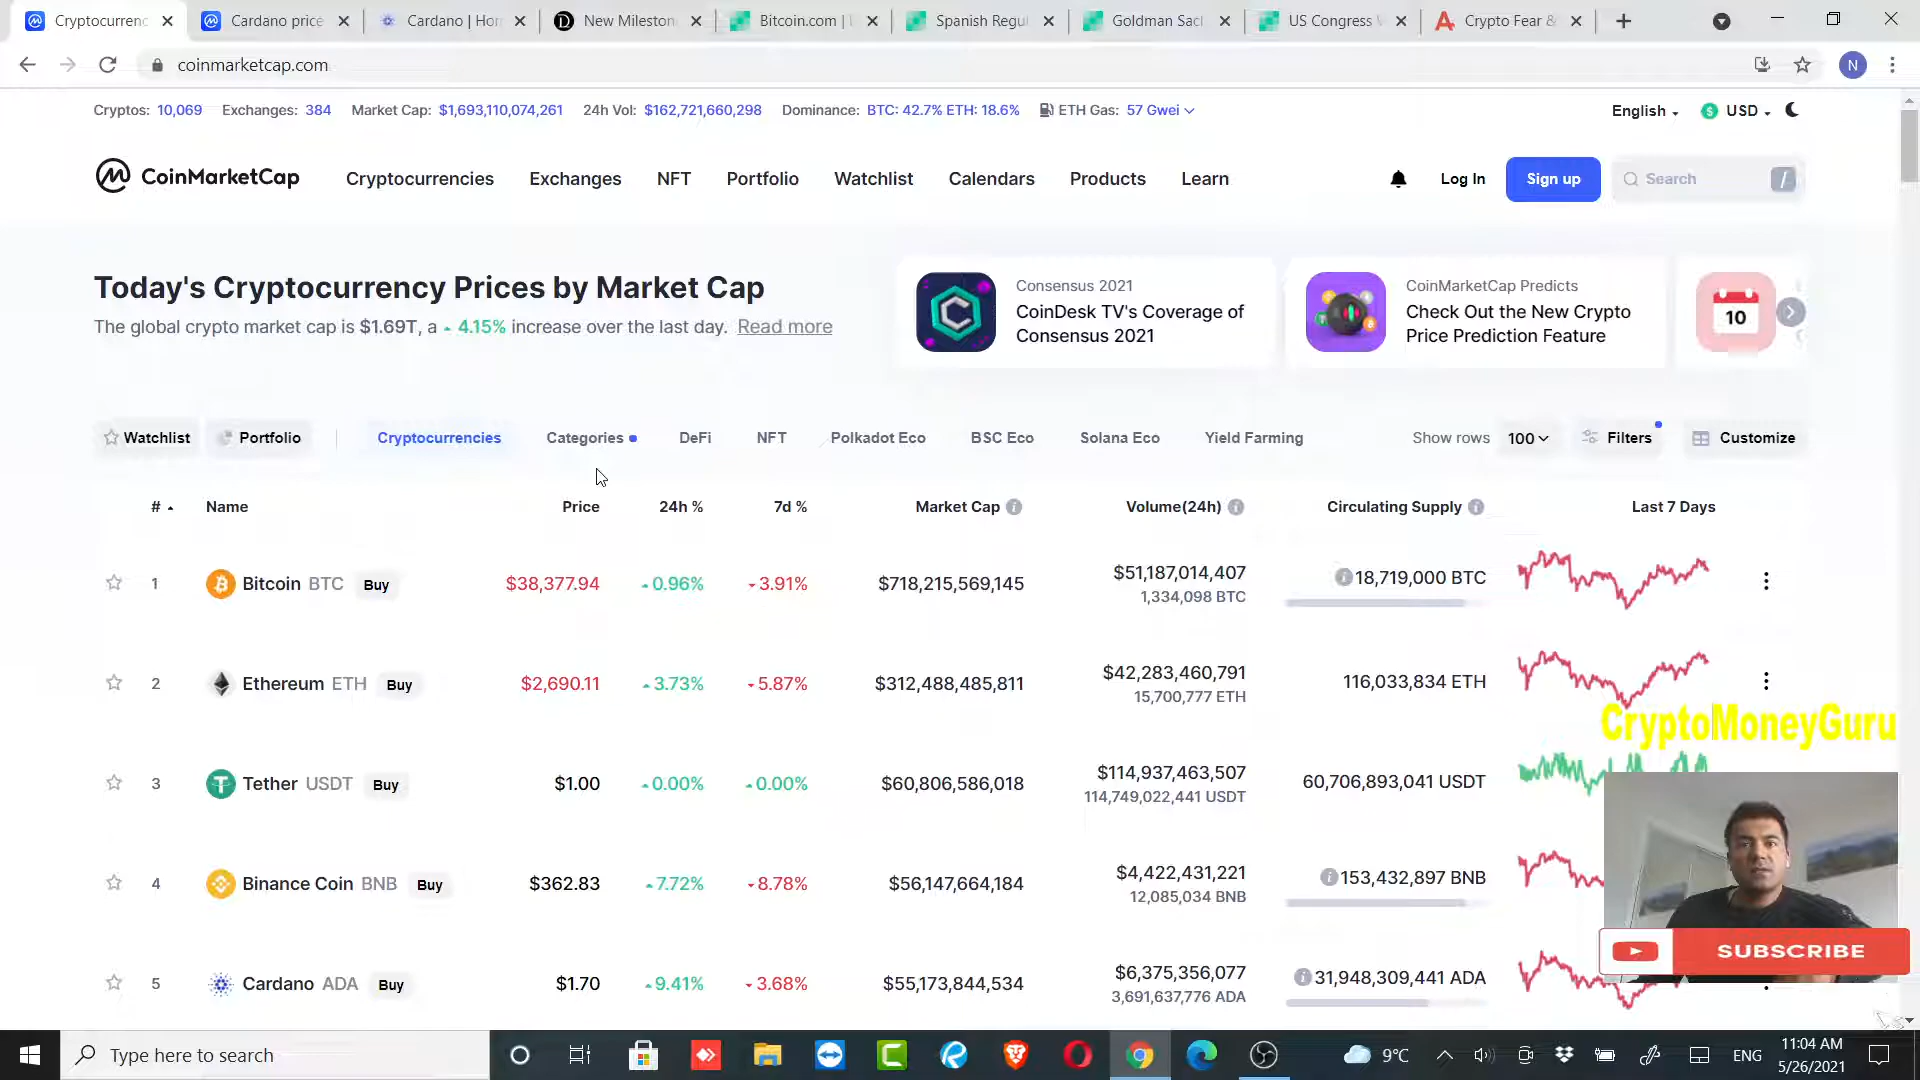 Cryptocurrenc
Cardano price
Cardano | Hom
New Mileston
Bitcoin.com |
Spanish Regul
Goldman Sach
US Congress
Crypto Fear &
coinmarketcap.com
N
Cryptos: 10,069 Exchanges: 384 Market Cap: $1,693,110,074,261 24h Vol: $162,721,660,298 Dominance: BTC: 42.7% ETH: 18.6% ETH Gas: 57 Gwei
English USD
CoinMarketCap
Cryptocurrencies Exchanges NFT Portfolio Watchlist Calendars Products Learn
Log In Sign up Search /
Today's Cryptocurrency Prices by Market Cap
The global crypto market cap is $1.69T, a 4.15% increase over the last day. Read more
Consensus 2021
CoinDesk TV's Coverage of
Consensus 2021
CoinMarketCap Predicts
Check Out the New Crypto
Price Prediction Feature
10
Watchlist Portfolio Cryptocurrencies Categories DeFi NFT Polkadot Eco BSC Eco Solana Eco Yield Farming Show rows 100 Filters Customize
# Name Price 24h % 7d % Market Cap Volume(24h) Circulating Supply Last 7 Days
1 Bitcoin BTC Buy $38,377.94 0.96% 3.91% $718,215,569,145 $51,187,014,407 18,719,000 BTC
1,334,098 BTC
2 Ethereum ETH Buy $2,690.11 3.73% 5.87% $312,488,485,811 $42,283,460,791 116,033,834 ETH
15,700,777 ETH
CryptoMoneyGuru
3 Tether USDT Buy $1.00 0.00% 0.00% $60,806,586,018 $114,937,463,507 60,706,893,041 USDT
114,749,022,441 USDT
4 Binance Coin BNB Buy $362.83 7.72% 8.78% $56,147,664,184 $4,422,431,221 153,432,897 BNB
12,085,034 BNB
SUBSCRIBE
5 Cardano ADA Buy $1.70 9.41% 3.68% $55,173,844,534 $6,375,356,077 31,948,309,441 ADA
3,691,637,776 ADA
Type here to search
9°C
ENG
11:04 AM
5/26/2021